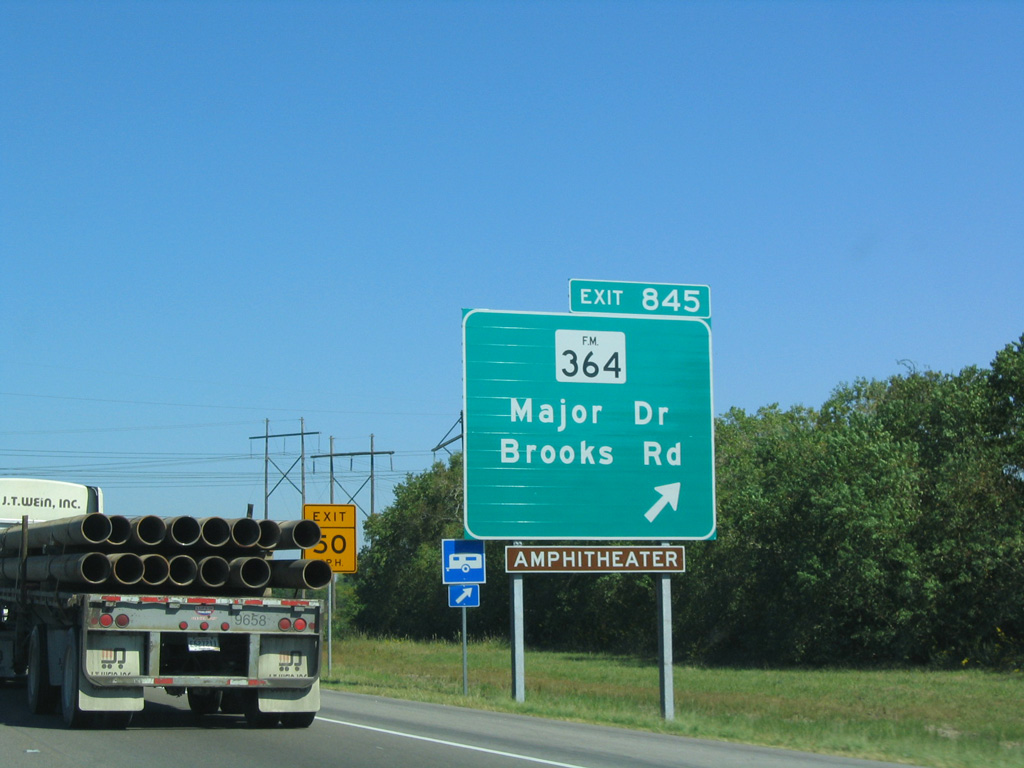 EXIT 845
F.M.
364
Major Dr
Brooks Rd
AMPHITHEATER
EXIT
50
P.H.
J.T.WEIN, INC.
9658